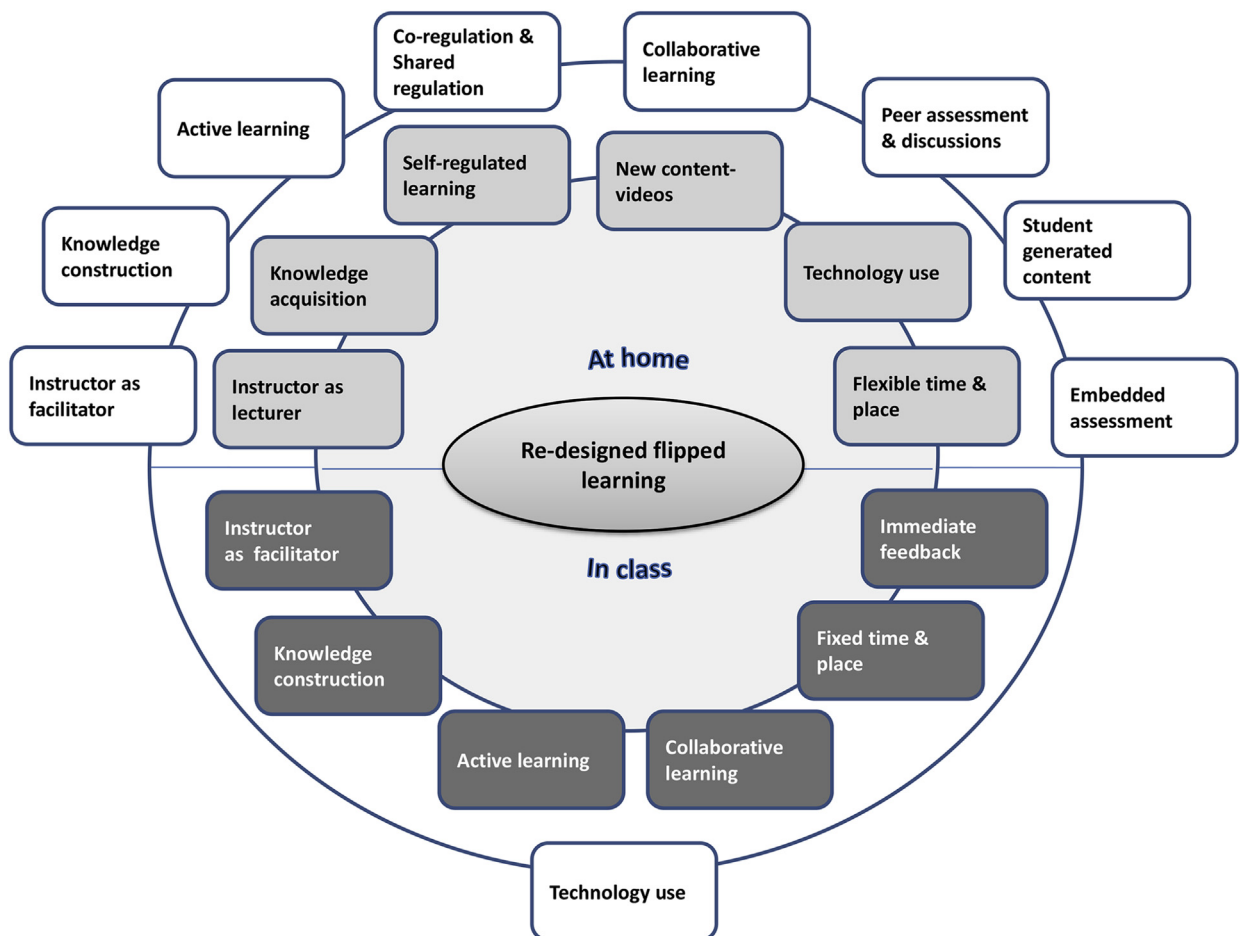 Co-regulation &
Shared
regulation
Collaborative
learning
Active learning
Peer assessment
& discussions
Self-regulated
learning
New content-
videos
Knowledge
construction
Knowledge
acquisition
Technology use
Student
generated
content
Instructor as
facilitator
Instructor as
lecturer
At home
Flexible time &
place
Embedded
assessment
Re-designed flipped
learning
Instructor
as  facilitator
In class
Immediate
feedback
Knowledge
construction
Fixed time &
place
Active learning
Collaborative
learning
Technology use